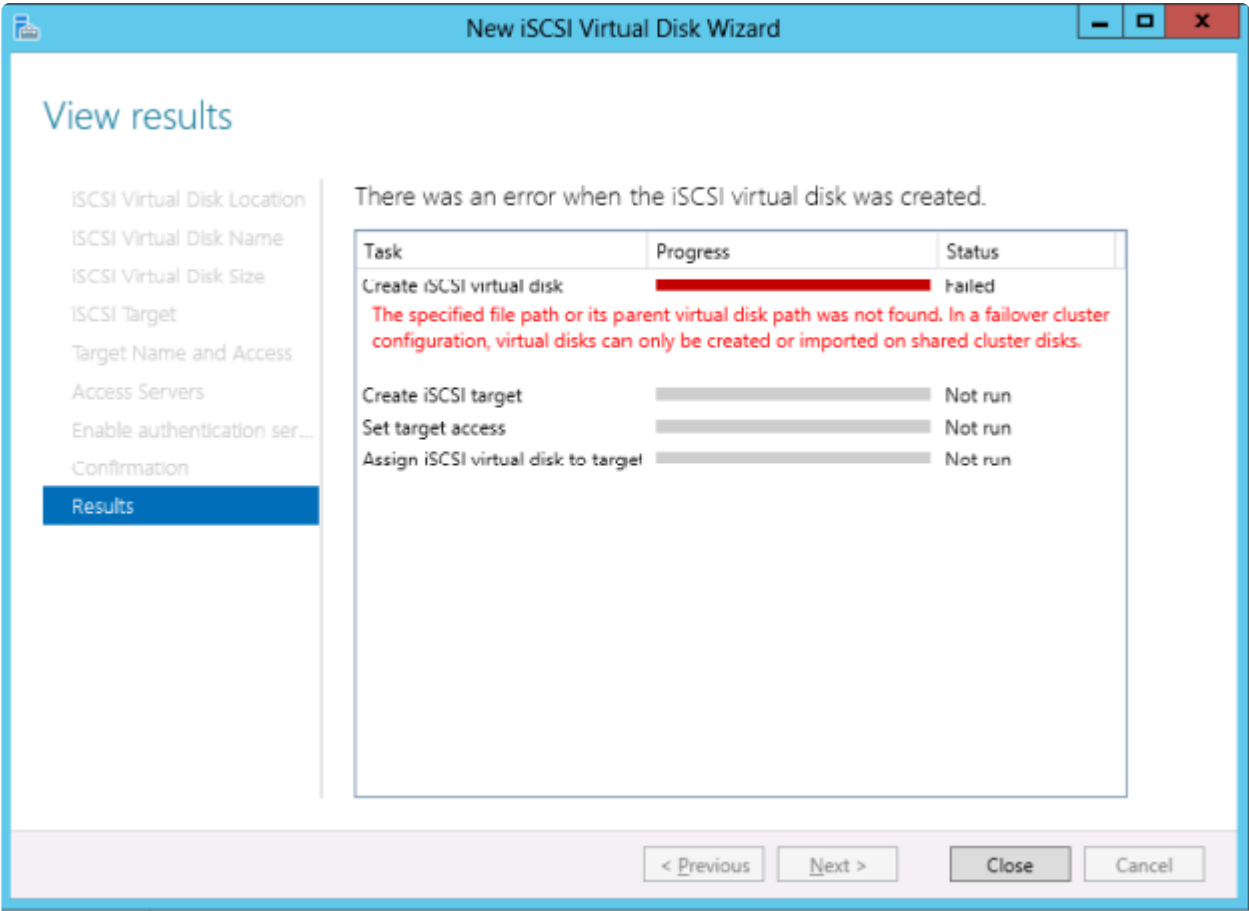 New iSCSI Virtual Disk Wizard
View results
iSCSI Virtual Disk Location
iSCSI Virtual Disk Name
iSCSI Virtual Disk Size
iSCSI Target
Target Name and Access
Access Servers
Enable authentication ser...
Confirmation
Results
There was an error when the iSCSI virtual disk was created.
Task Progress Status
Create iSCSI virtual disk Failed
The specified file path or its parent virtual disk path was not found. In a failover cluster
configuration, virtual disks can only be created or imported on shared cluster disks.
Create iSCSI target Not run
Set target access Not run
Assign iSCSI virtual disk to target Not run
< Previous Next > Close Cancel